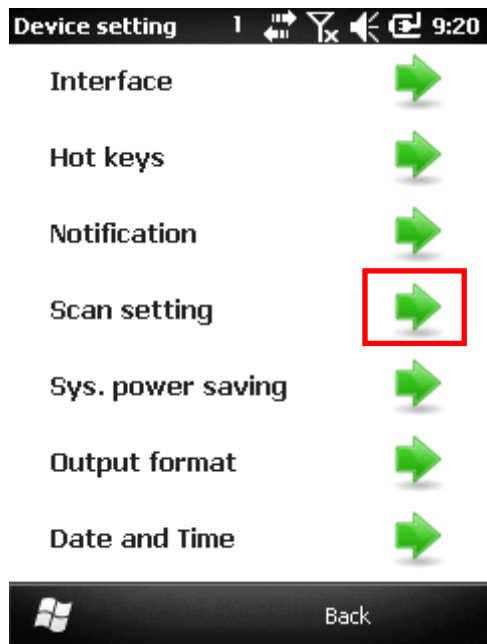 Device setting 1 9:20
Interface
Hot keys
Notification
Scan setting
Sys. power saving
Output format
Date and Time
Back